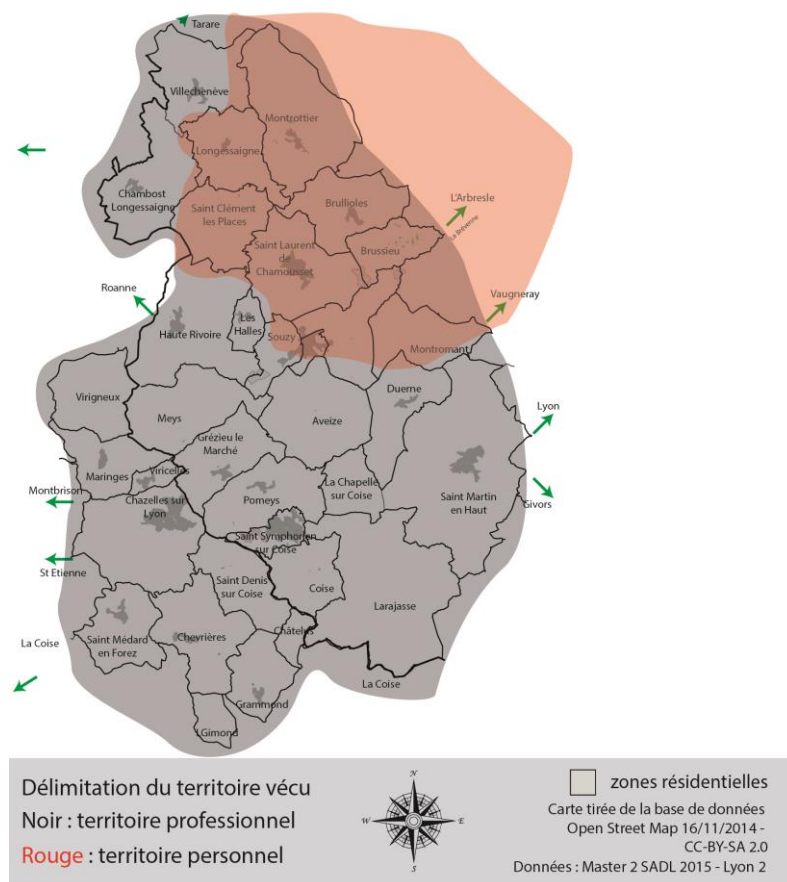 Tarare
Villechenève
Montrottier
Longessaigne
Chambost
Longessaigne
Saint Clément
les Places
Brullioles
L'Arbresle
La Brévenne
Saint Laurent
de
Chamousset
Brussieu
Roanne
Vaugneray
Haute Rivoire
Les
Halles
Souzy
Montromant
Virigneux
Duerne
Meys
Aveize
Lyon
Grézieu le
Marché
Maringes
Viricelles
La Chapelle
sur Coise
Saint Martin
en Haut
Montbrison
Chazelles sur
Lyon
Pomeys
Givors
Saint Symphorien
sur Coise
St Etienne
Saint Denis
sur Coise
Coise
Larajasse
La Coise
Saint Médard
en Forez
Chevrières
Châtelus
La Coise
Grammond
LGimond
Délimitation du territoire vécu
Noir : territoire professionnel
Rouge : territoire personnel
N
W
E
S
zones résidentielles
Carte tirée de la base de données
Open Street Map 16/11/2014 -
CC-BY-SA 2.0
Données : Master 2 SADL 2015 - Lyon 2